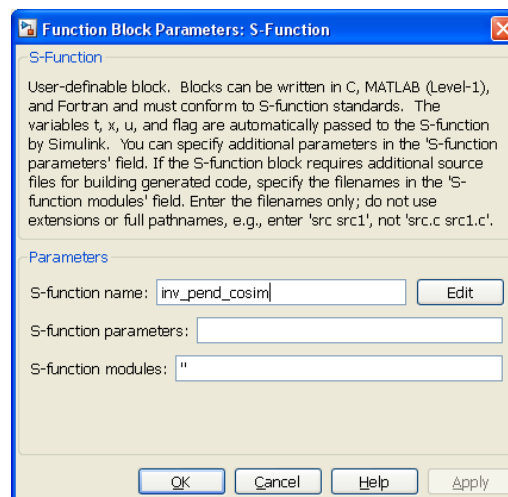 Function Block Parameters: S-Function
S-Function
User-definable block.  Blocks can be written in C, MATLAB (Level-1),
and Fortran and must conform to S-function standards.  The
variables t, x, u, and flag are automatically passed to the S-function
by Simulink.  You can specify additional parameters in the 'S-function
parameters' field. If the S-function block requires additional source
files for building generated code, specify the filenames in the 'S-
function modules' field. Enter the filenames only; do not use
extensions or full pathnames, e.g., enter 'src src1', not 'src.c src1.c'.
Parameters
S-function name: inv_pend_cosim Edit
S-function parameters:
S-function modules: ''
OK Cancel Help Apply